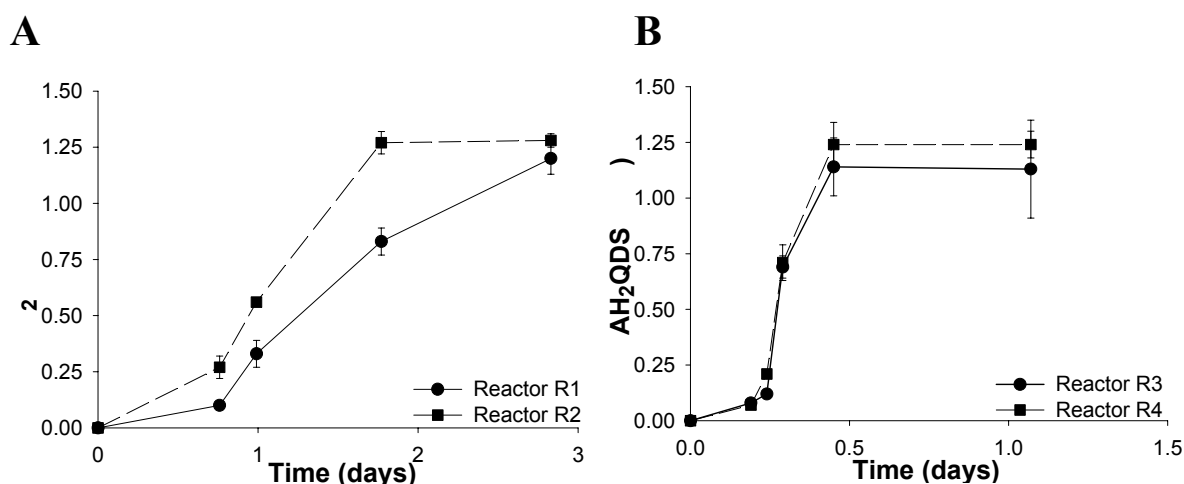 A
1.50
1.25
1.00
0.75
0.50
0.25
0.00
2
Reactor R1
Reactor R2
0
1
2
3
Time (days)
B
1.50
1.25
1.00
0.75
0.50
0.25
0.00
AH₂QDS
)
Reactor R3
Reactor R4
0.0
0.5
1.0
1.5
Time (days)